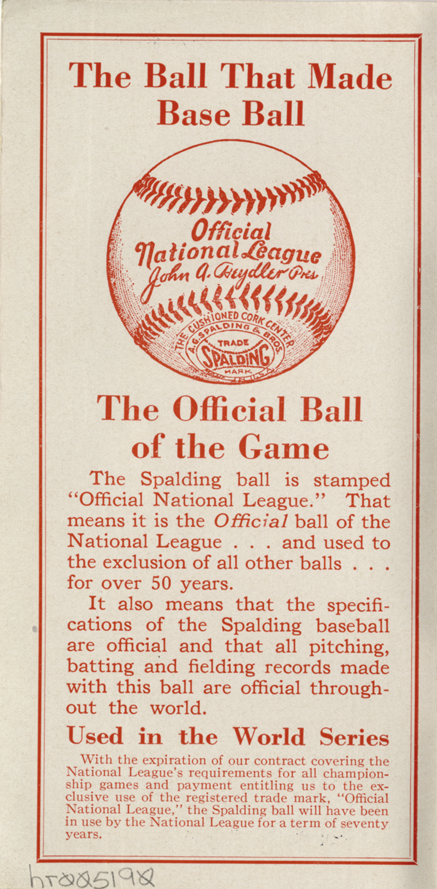 The Ball That Made
Base Ball
Official
National League
John A. Heydler Pres.
THE CUSHIONED CORK CENTER
A.G. SPALDING & BROS
TRADE
SPALDING
MARK
The Official Ball
of the Game
The Spalding ball is stamped
“Official National League.” That
means it is the Official ball of the
National League . . . and used to
the exclusion of all other balls . . .
for over 50 years.
It also means that the specifi-
cations of the Spalding baseball
are official and that all pitching,
batting and fielding records made
with this ball are official through-
out the world.
Used in the World Series
With the expiration of our contract covering the
National League's requirements for all champion-
ship games and payment entitling us to the ex-
clusive use of the registered trade mark, “Official
National League,” the Spalding ball will have been
in use by the National League for a term of seventy
years.